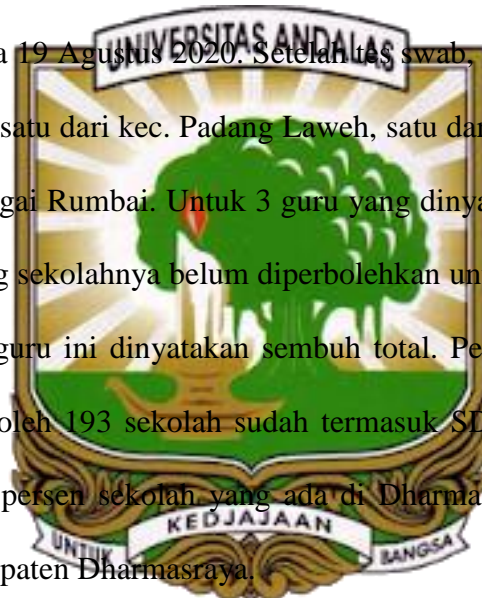 UNIVERSITAS ANDALAS
a 19 Agustus 2020. Setelah tes swab,
satu dari kec. Padang Laweh, satu dar
gai Rumbai. Untuk 3 guru yang dinya
g sekolahnya belum diperbolehkan un
guru ini dinyatakan sembuh total. Pe
oleh 193 sekolah sudah termasuk SD
persen sekolah yang ada di Dharma
KEDJAJAAN
UNTUK BANGSA
paten Dharmasraya.